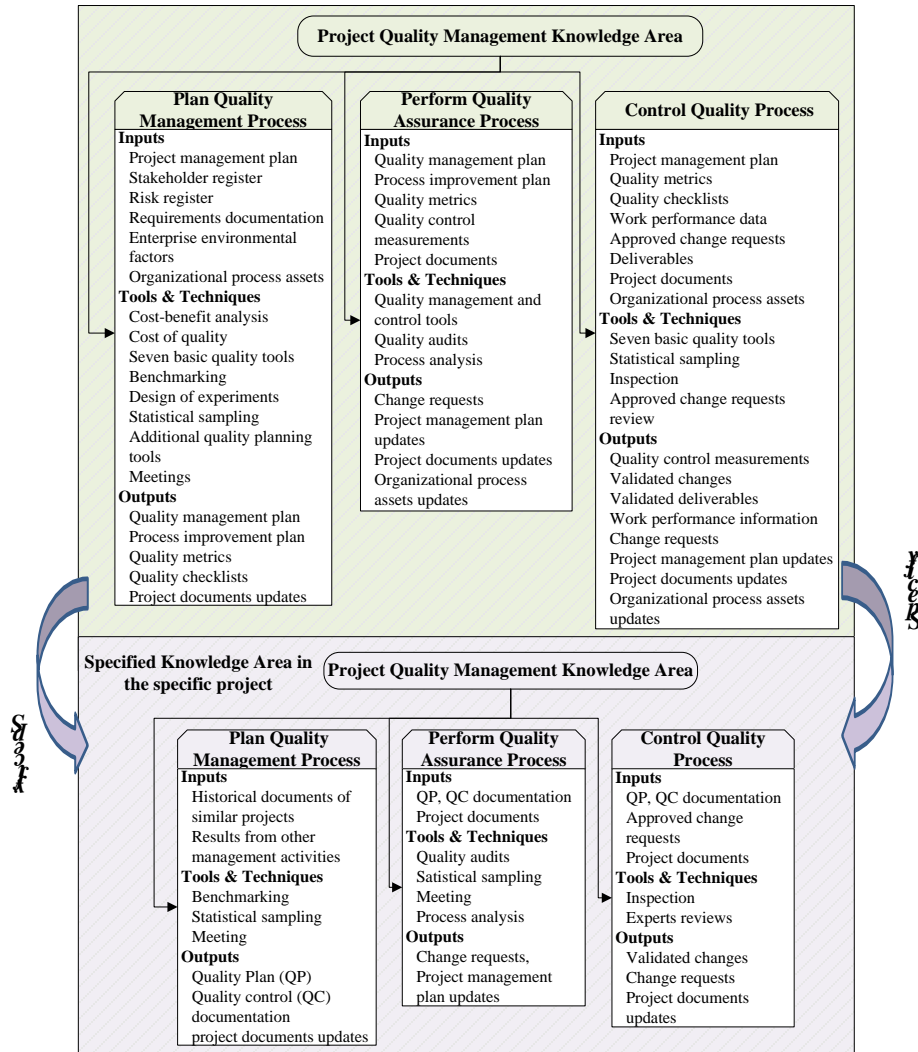 Project Quality Management Knowledge Area
Plan Quality
Management Process
Inputs
Project management plan
Stakeholder register
Risk register
Requirements documentation
Enterprise environmental
factors
Organizational process assets
Tools & Techniques
Cost-benefit analysis
Cost of quality
Seven basic quality tools
Benchmarking
Design of experiments
Statistical sampling
Additional quality planning
tools
Meetings
Outputs
Quality management plan
Process improvement plan
Quality metrics
Quality checklists
Project documents updates
Perform Quality
Assurance Process
Inputs
Quality management plan
Process improvement plan
Quality metrics
Quality control
measurements
Project documents
Tools & Techniques
Quality management and
control tools
Quality audits
Process analysis
Outputs
Change requests
Project management plan
updates
Project documents updates
Organizational process
assets updates
Control Quality Process
Inputs
Project management plan
Quality metrics
Quality checklists
Work performance data
Approved change requests
Deliverables
Project documents
Organizational process assets
Tools & Techniques
Seven basic quality tools
Statistical sampling
Inspection
Approved change requests
review
Outputs
Quality control measurements
Validated changes
Validated deliverables
Work performance information
Change requests
Project management plan updates
Project documents updates
Organizational process assets
updates
Specify
Specify
Specified Knowledge Area in
the specific project
Project Quality Management Knowledge Area
Plan Quality
Management Process
Inputs
Historical documents of
similar projects
Results from other
management activities
Tools & Techniques
Benchmarking
Statistical sampling
Meeting
Outputs
Quality Plan (QP)
Quality control (QC)
documentation
project documents updates
Perform Quality
Assurance Process
Inputs
QP, QC documentation
Project documents
Tools & Techniques
Quality audits
Satistical sampling
Meeting
Process analysis
Outputs
Change requests,
Project management
plan updates
Control Quality
Process
Inputs
QP, QC documentation
Approved change
requests
Project documents
Tools & Techniques
Inspection
Experts reviews
Outputs
Validated changes
Change requests
Project documents
updates